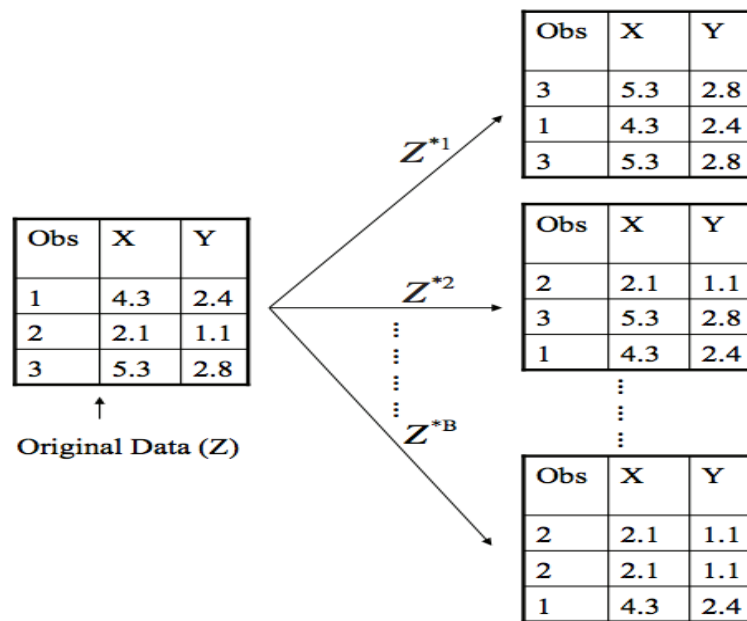 Obs X Y
3 5.3 2.8
1 4.3 2.4
3 5.3 2.8
Z*1
Obs X Y
1 4.3 2.4
2 2.1 1.1
3 5.3 2.8
Original Data (Z)
Z*2
Obs X Y
2 2.1 1.1
3 5.3 2.8
1 4.3 2.4
Z*B
Obs X Y
2 2.1 1.1
2 2.1 1.1
1 4.3 2.4